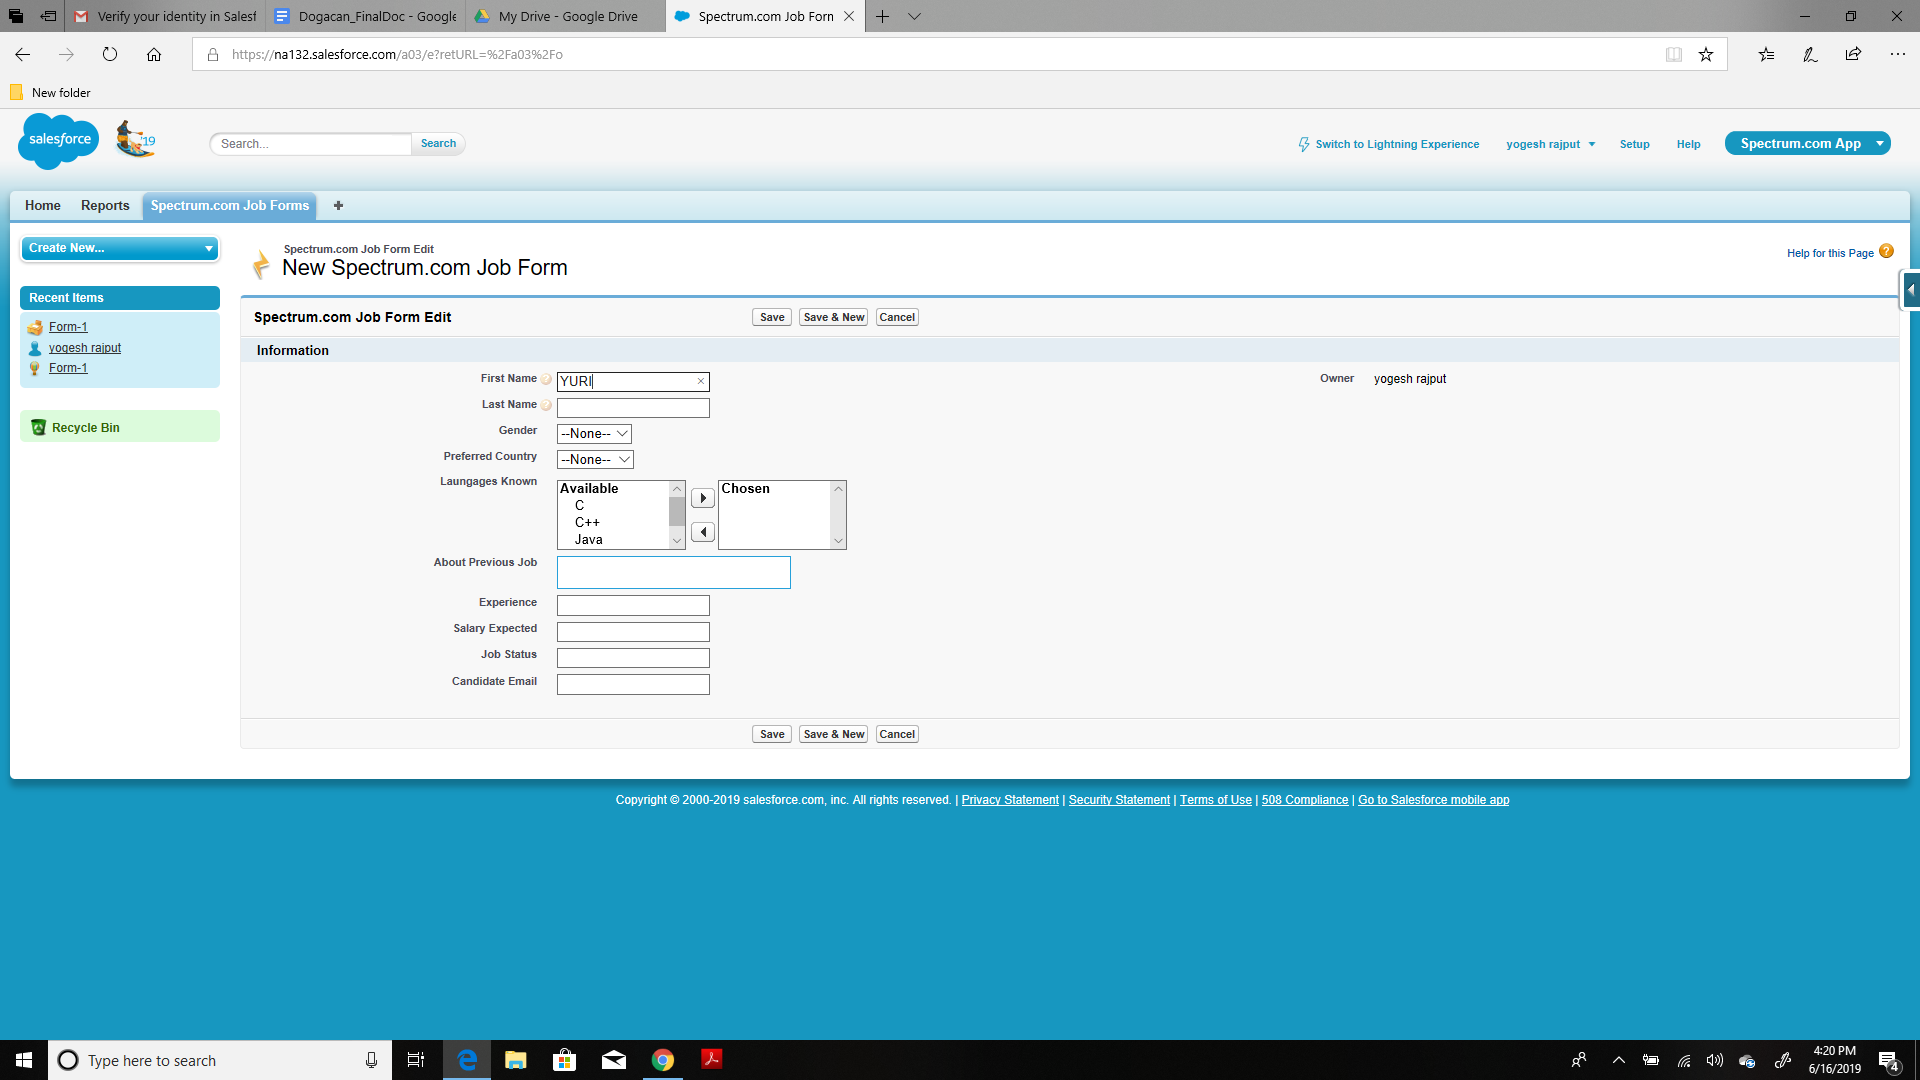 Verify your identity in Salesf
Dogacan_FinalDoc - Google
My Drive - Google Drive
Spectrum.com Job Form
https://na132.salesforce.com/a03/e?retURL=%2Fa03%2Fo
New folder
salesforce
'19
Search...
Search
Switch to Lightning Experience
yogesh rajput
Setup
Help
Spectrum.com App
Home
Reports
Spectrum.com Job Forms
Create New...
Recent Items
Form-1
yogesh rajput
Form-1
Recycle Bin
Spectrum.com Job Form Edit
New Spectrum.com Job Form
Help for this Page
Spectrum.com Job Form Edit
Save
Save & New
Cancel
Information
First Name
YURI
Owner
yogesh rajput
Last Name
Gender
--None--
Preferred Country
--None--
Laungages Known
Available
C
C++
Java
Chosen
About Previous Job
Experience
Salary Expected
Job Status
Candidate Email
Save
Save & New
Cancel
Copyright © 2000-2019 salesforce.com, inc. All rights reserved. | Privacy Statement | Security Statement | Terms of Use | 508 Compliance | Go to Salesforce mobile app
Type here to search
4:20 PM
6/16/2019
4